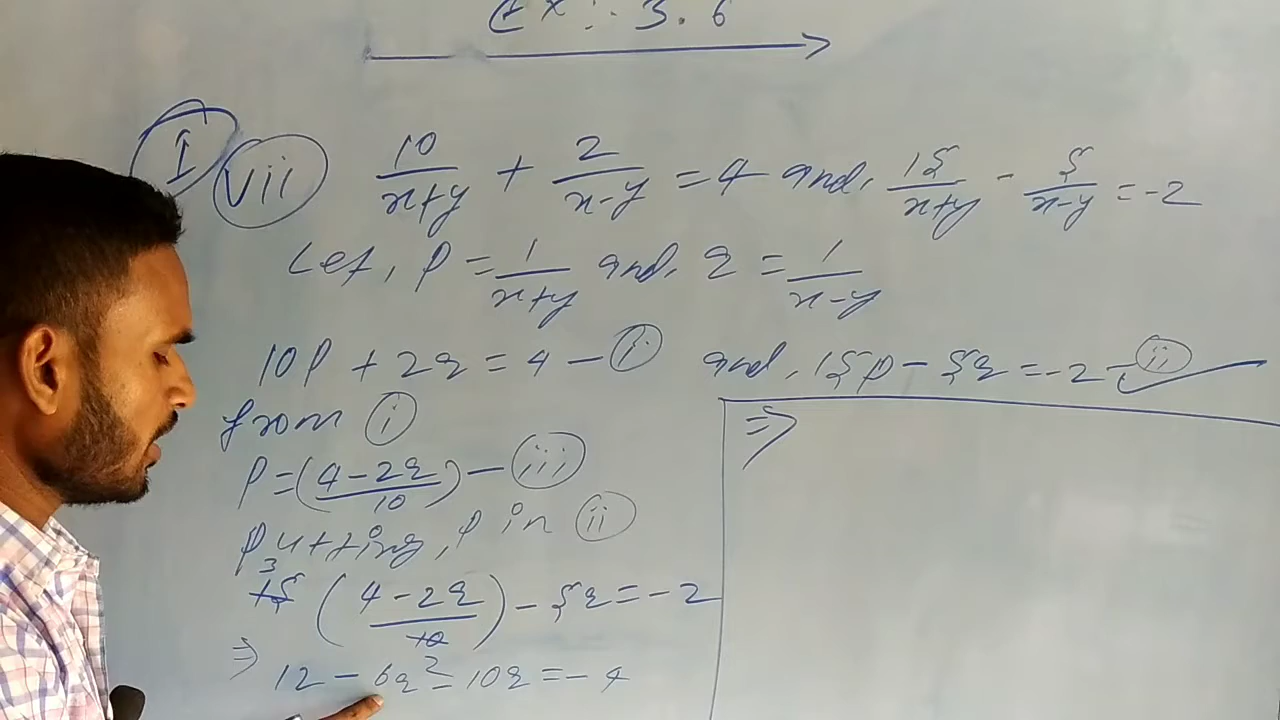 Ex:- 3.6
I vii 10/(x+y) + 2/(x-y) = 4 and, 15/(x+y) - 5/(x-y) = -2
Let, p = 1/(x+y) and, q = 1/(x-y)
10p + 2q = 4 - (i) and, 15p - 5q = -2 - (ii)
from (i)
p = ((4-2q)/10) - (iii)
Putting, p in (ii)
3
15 ((4-2q)/10) - 5q = -2
2
⇒ 12 - 6q - 10q = -4
⇒